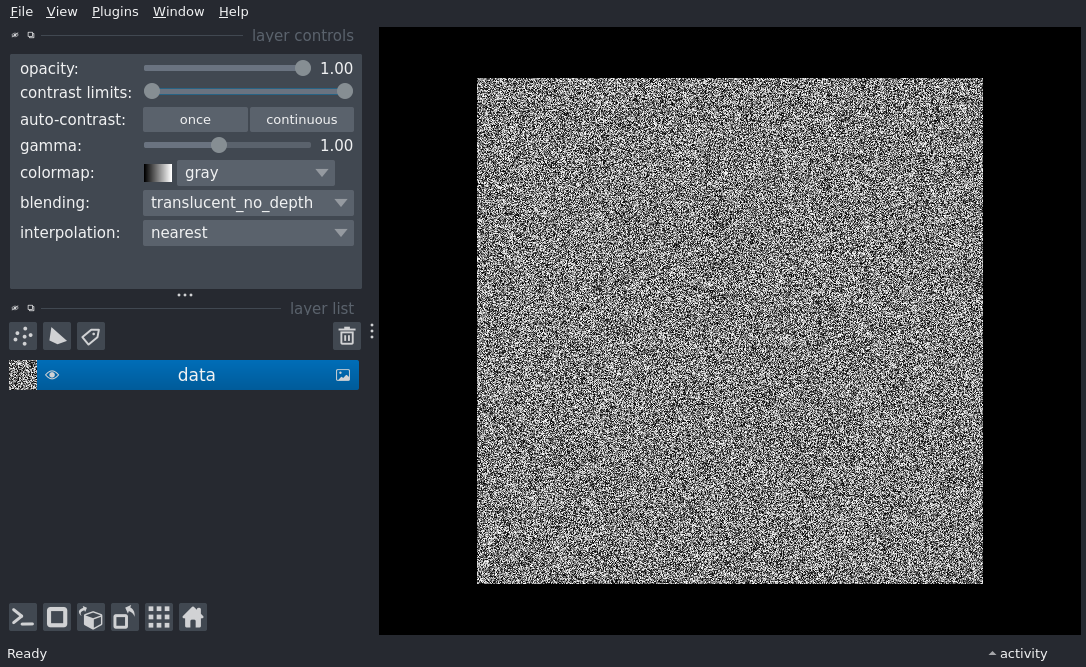 File View Plugins Window Help
layer controls
opacity: 1.00
contrast limits:
auto-contrast: once continuous
gamma: 1.00
colormap: gray
blending: translucent_no_depth
interpolation: nearest
layer list
data
Ready
activity